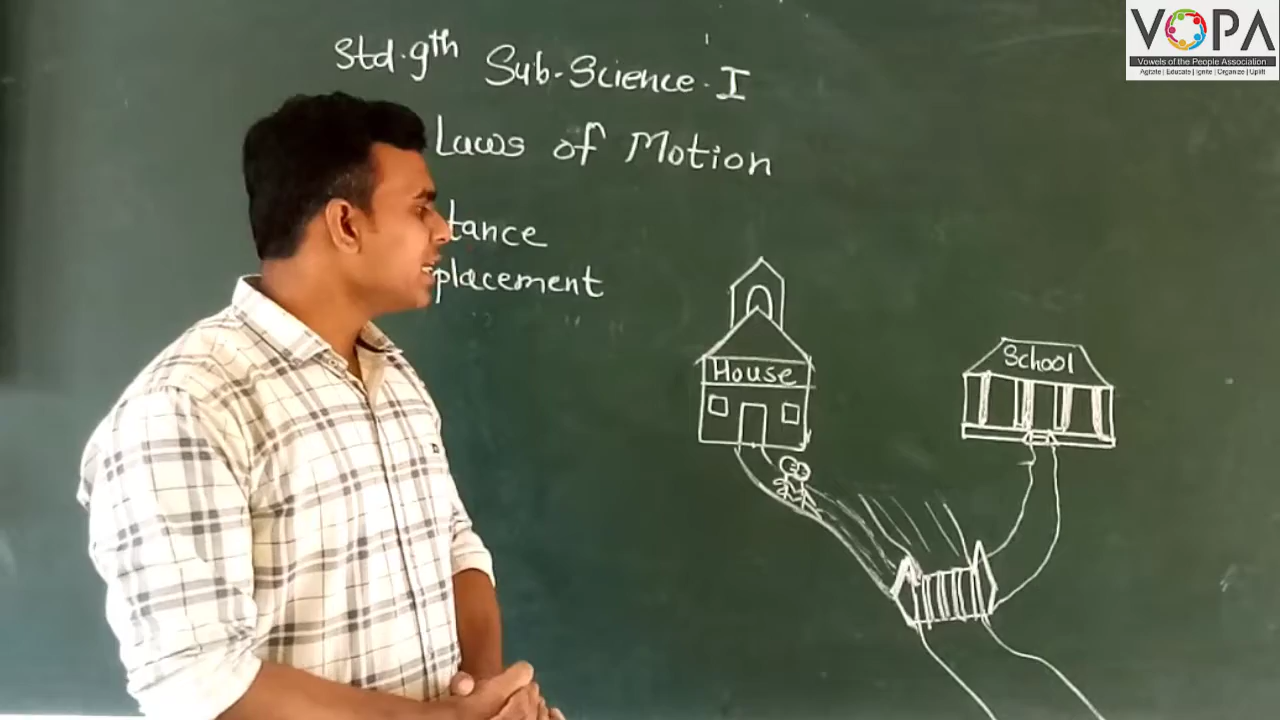 Std.9th Sub-Science-I
Laws of Motion
tance
placement
House
School
VOPA
Vowels of the People Association
Agitate | Educate | Ignite | Organize | Uplift